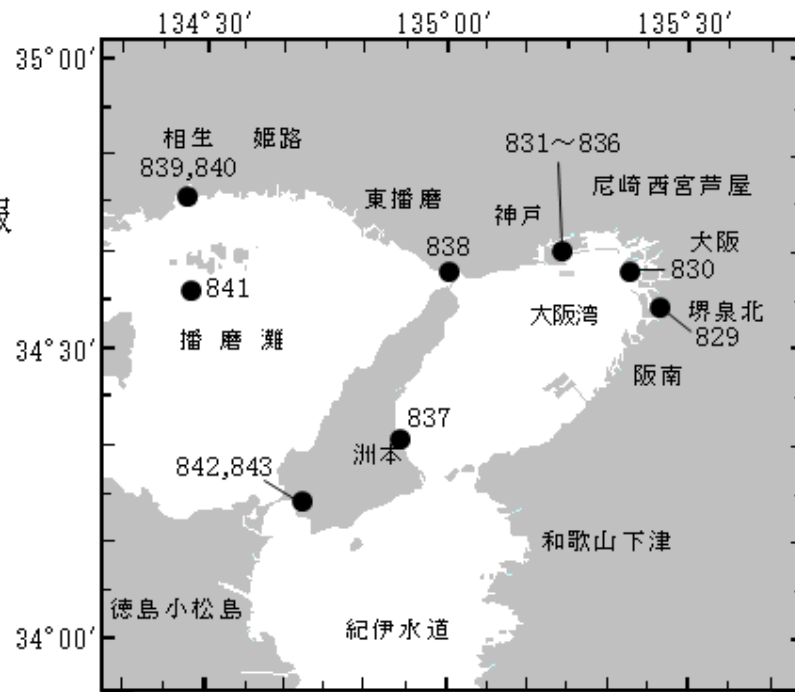 134°30′ 135°00′ 135°30′
35°00′
相生 姫路
839,840
831～836
尼崎西宮芦屋
報
東播磨
神戸
838
大阪
830
841
大阪湾
堺泉北
829
播磨灘
34°30′
阪南
837
洲本
842,843
和歌山下津
徳島小松島
紀伊水道
34°00′